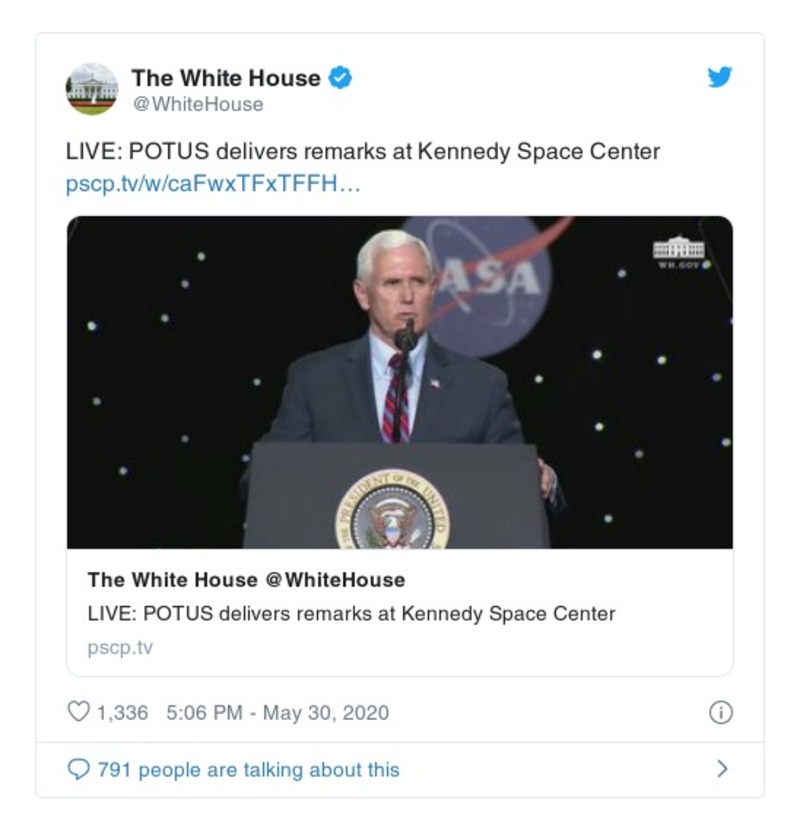 The White House
@WhiteHouse
LIVE: POTUS delivers remarks at Kennedy Space Center
pscp.tv/w/caFwxTFxTFFH…
ASA
WH.GOV
PRESIDENT OF THE UNITED
THE
The White House @WhiteHouse
LIVE: POTUS delivers remarks at Kennedy Space Center
pscp.tv
1,336 5:06 PM - May 30, 2020
791 people are talking about this